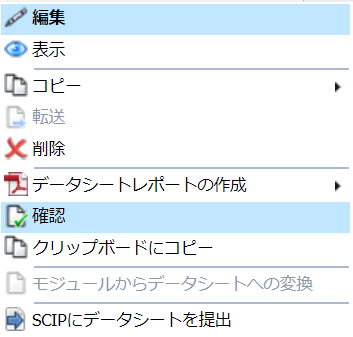 編集
表示
コピー
転送
削除
データシートレポートの作成
確認
クリップボードにコピー
モジュールからデータシートへの変換
SCIPにデータシートを提出